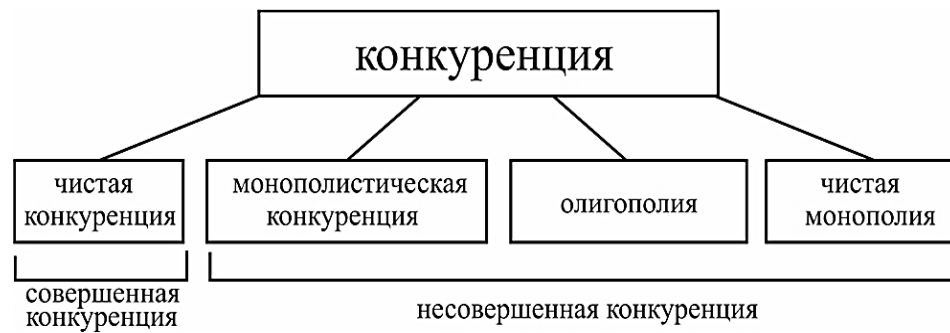 конкуренция
чистая
конкуренция
монополистическая
конкуренция
олигополия
чистая
монополия
совершенная
конкуренция
несовершенная конкуренция